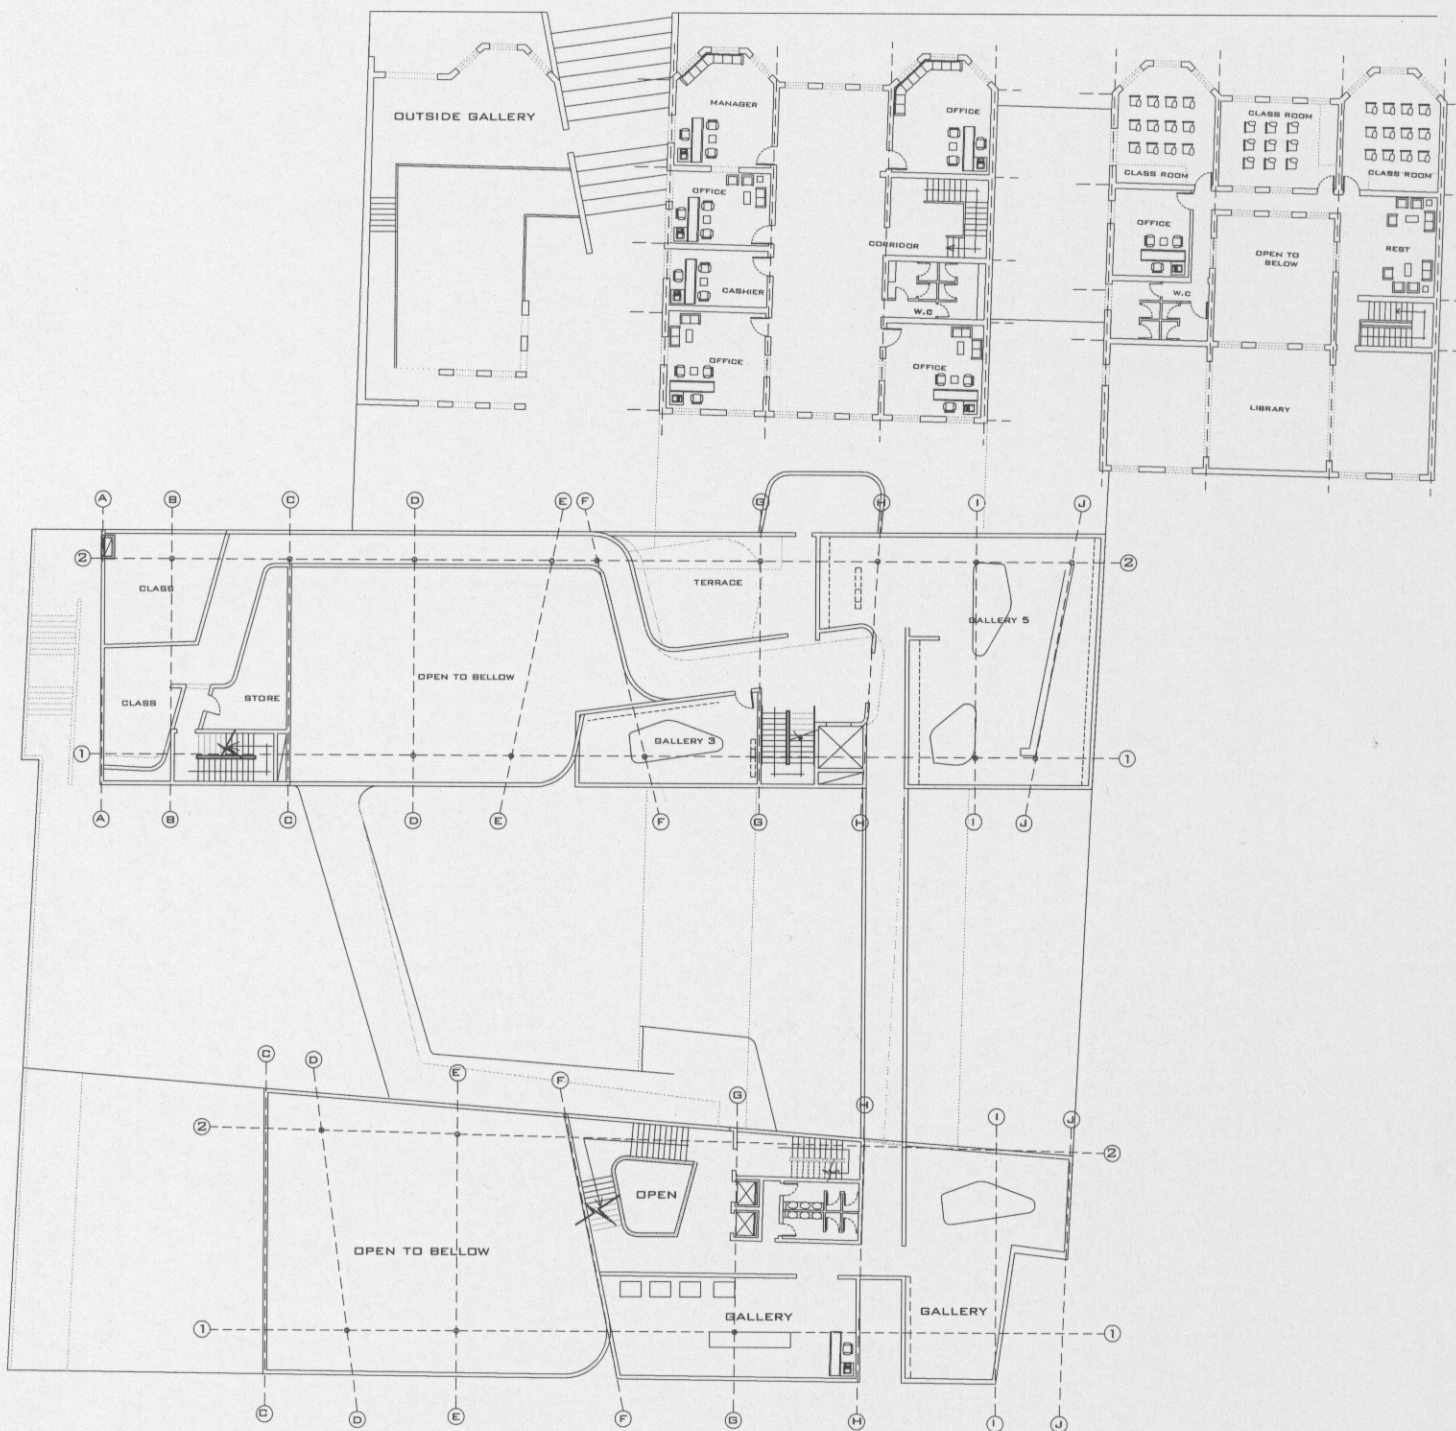 OUTSIDE GALLERY
MANAGER
OFFICE
OFFICE
CORRIDOR
CASHIER
W.C
OFFICE
OFFICE
CLASS ROOM
CLASS ROOM
CLASS ROOM
OFFICE
OPEN TO
BELOW
REST
W.C
LIBRARY
A
B
C
D
E
F
G
H
I
J
2
2
CLASS
TERRACE
GALLERY 5
OPEN TO BELLOW
CLASS
STORE
GALLERY 3
1
1
A
B
C
D
E
F
G
H
I
J
C
D
E
F
G
H
I
J
2
2
OPEN
OPEN TO BELLOW
GALLERY
GALLERY
1
1
C
D
E
F
G
H
I
J